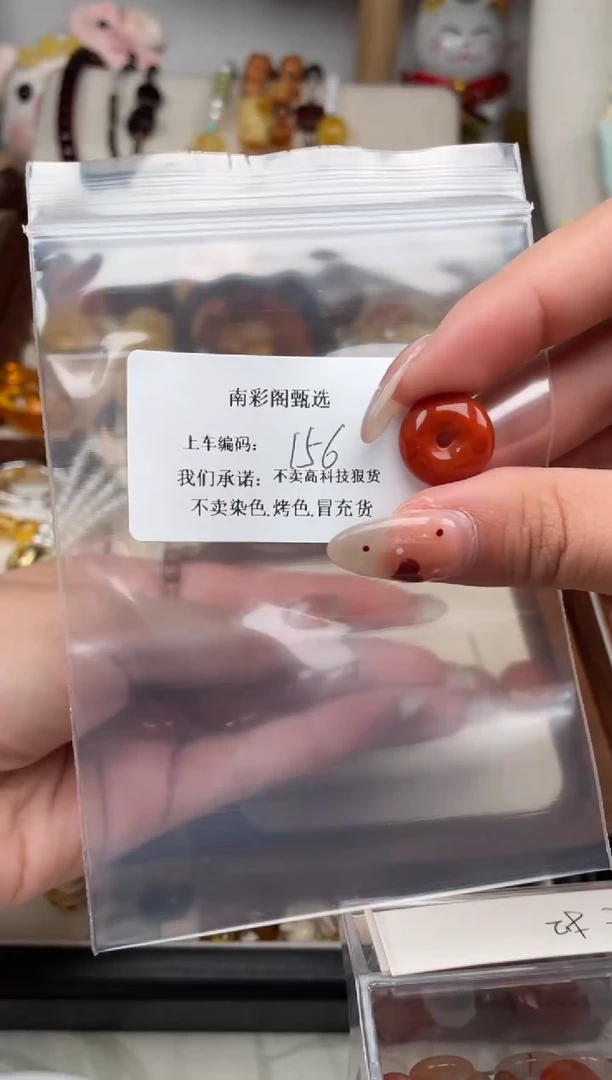 南彩阁甄选
上车编码： 156
我们承诺：不卖高科技狠货
不卖染色.烤色.冒充货